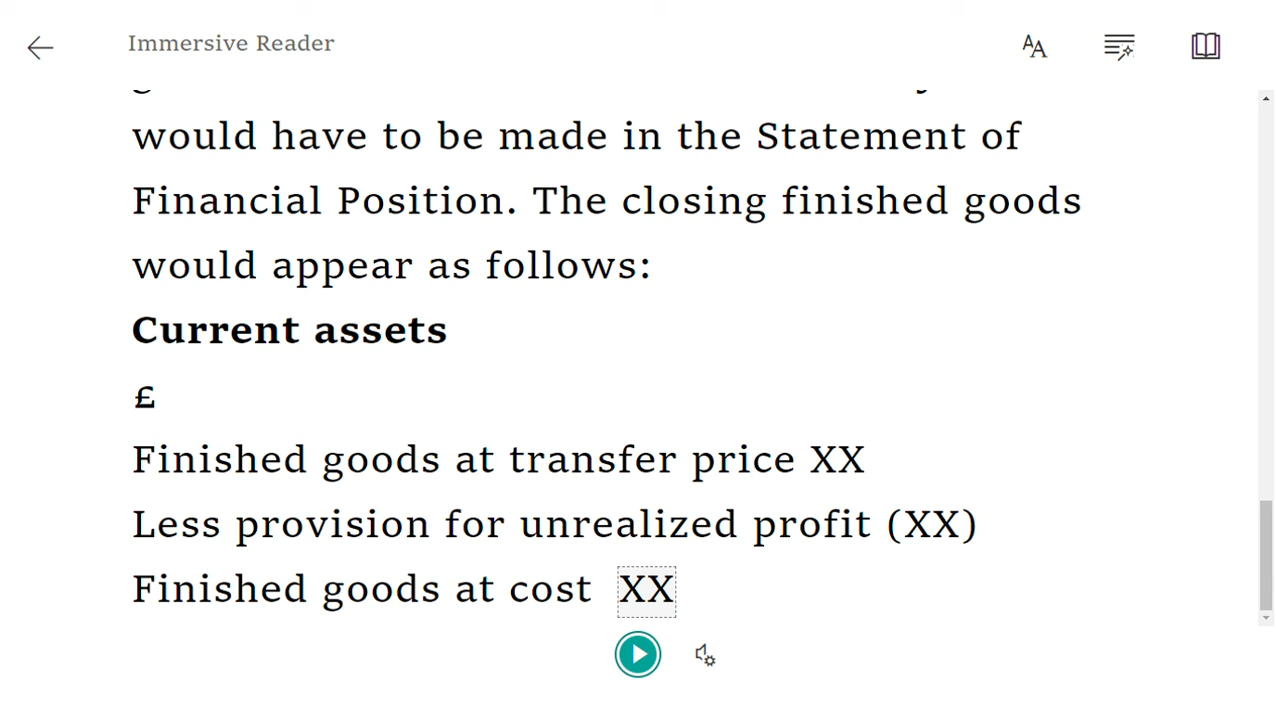 Immersive Reader
would have to be made in the Statement of
Financial Position. The closing finished goods
would appear as follows:
Current assets
£
Finished goods at transfer price XX
Less provision for unrealized profit (XX)
Finished goods at cost XX